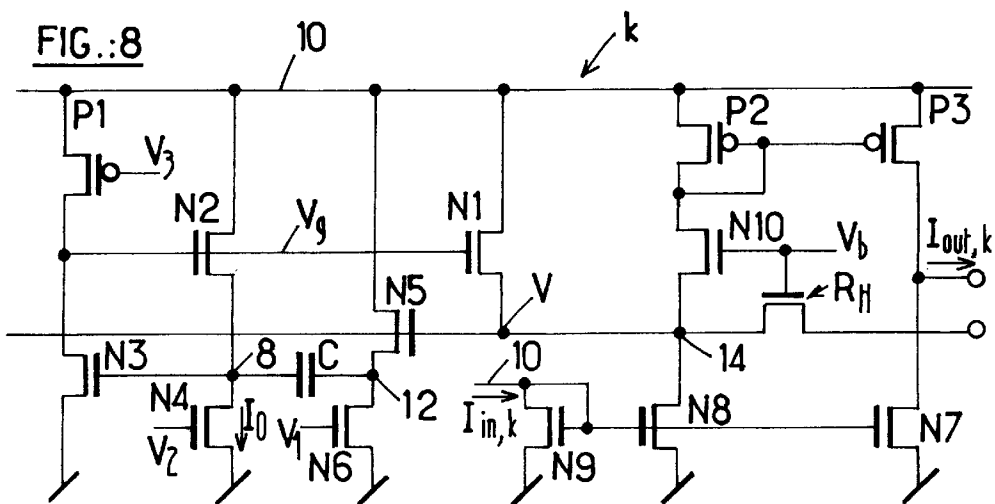 FIG.:8
10
k
P1
V3
N2
Vg
N1
P2
P3
N10
Vb
Iout,k
RH
N5
V
N3
8
C
12
10
14
N4
I0
V2
V1
N6
Iin,k
N9
N8
N7